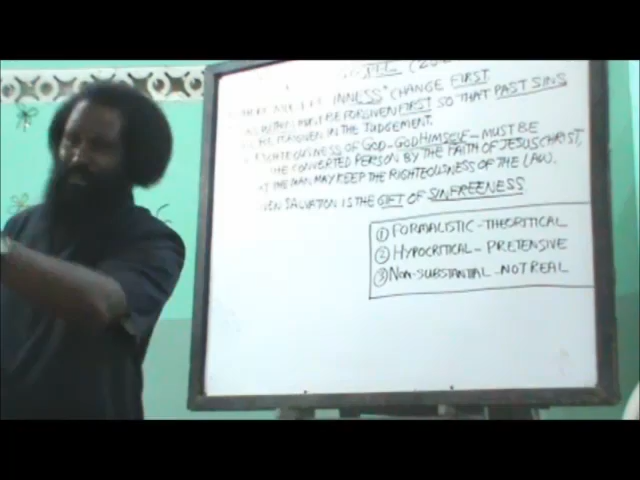 INNESS" CHANGE FIRST
MUST BE FORGIVEN FIRST SO THAT PAST SINS
BE FORGIVEN IN THE JUDGEMENT.
RIGHTEOUSNESS OF GOD-GOD HIMSELF- MUST BE
THE CONVERTED PERSON BY THE FAITH OF JESUS CHRIST,
MAY KEEP THE RIGHTEOUSNESS OF THE LAW.
SALVATION IS THE GIFT OF SINFREENESS
① FORMALISTIC-THEORITICAL
② HYPOCRITICAL- PRETENSIVE
③ NON-SUBSTANTIAL -NOT REAL